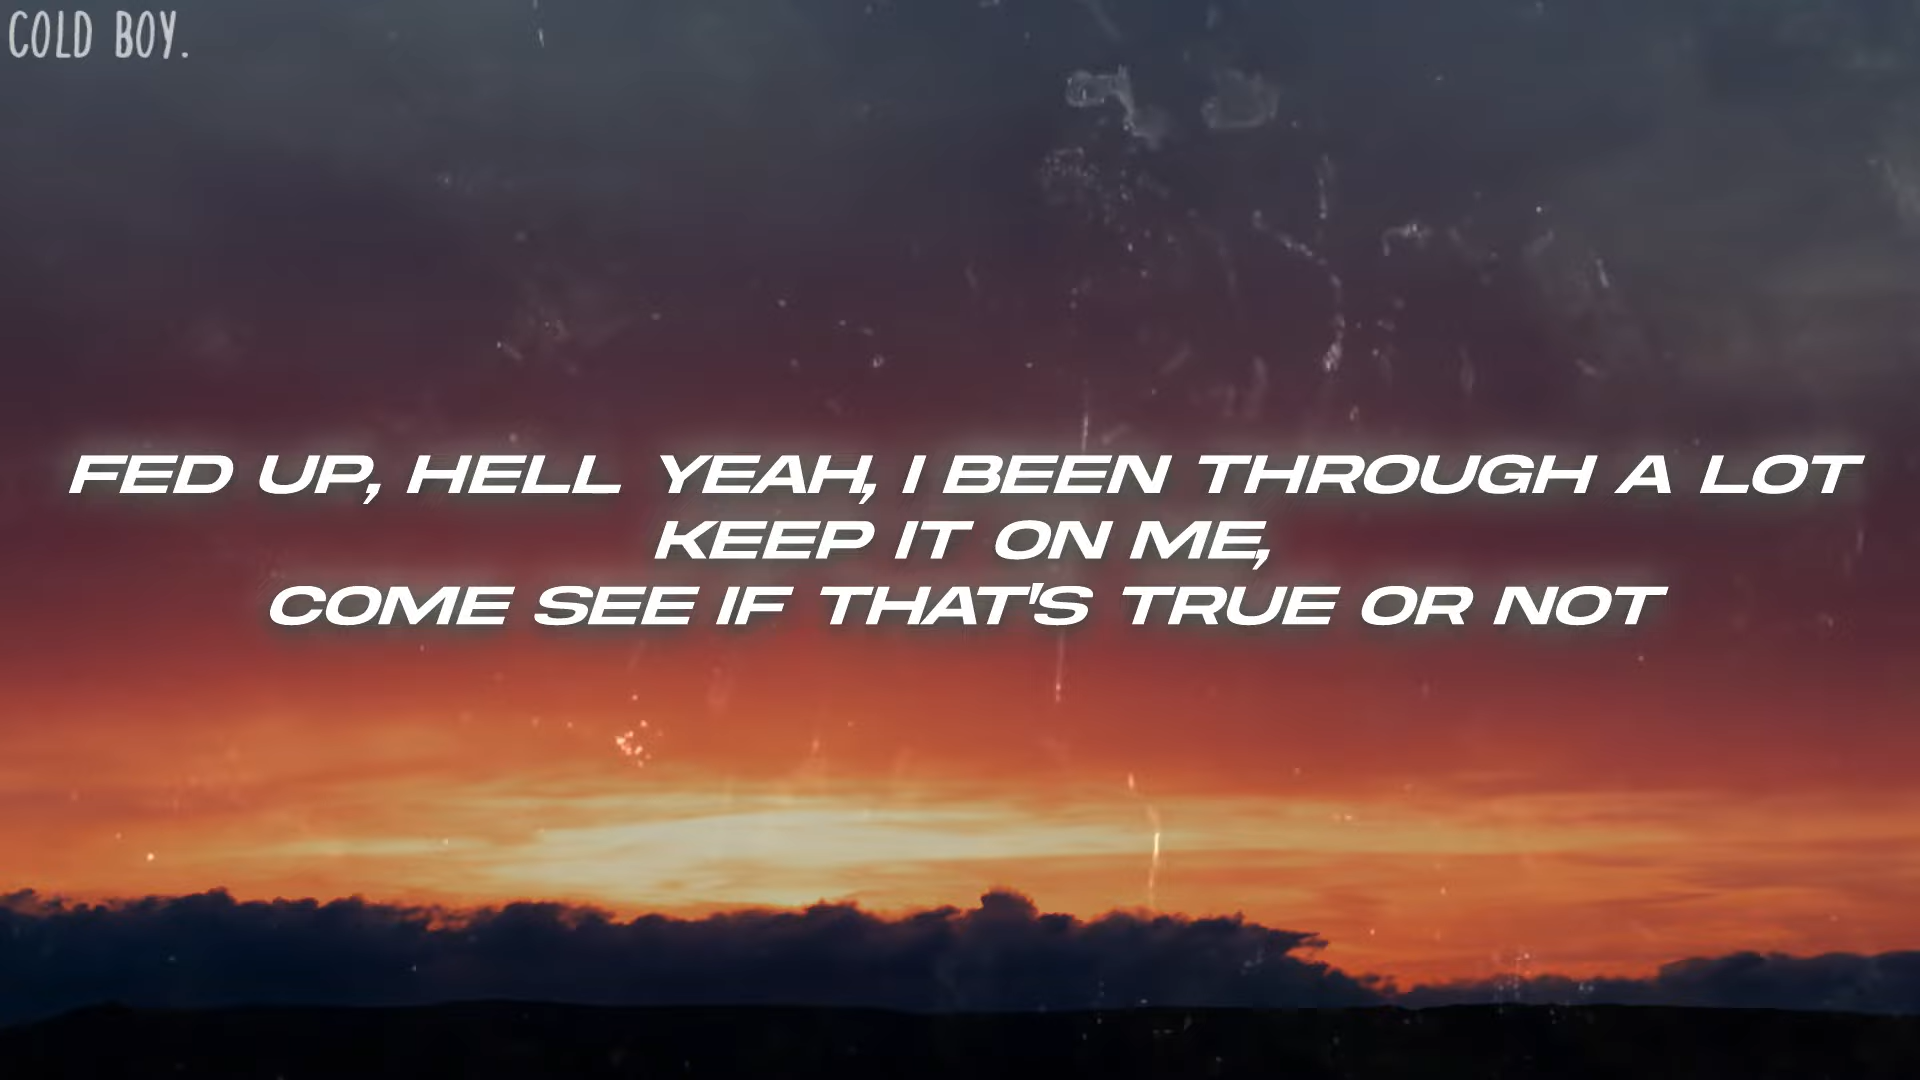 COLD BOY.
FED UP, HELL YEAH, I BEEN THROUGH A LOT
KEEP IT ON ME,
COME SEE IF THAT'S TRUE OR NOT